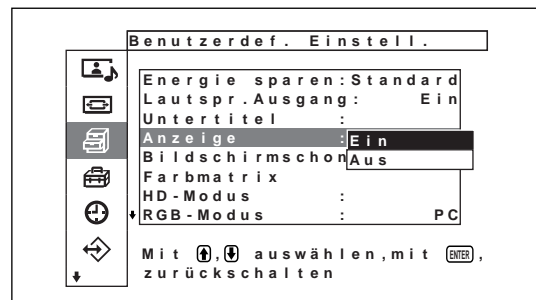 Benutzerdef. Einstell.
Energie sparen:Standard
Lautspr.Ausgang: Ein
Untertitel :
Anzeige :Ein
Aus
Bildschirmschon
Farbmatrix
HD-Modus :
RGB-Modus : PC
Mit ↑,↓ auswählen,mit ENTER,
zurückschalten